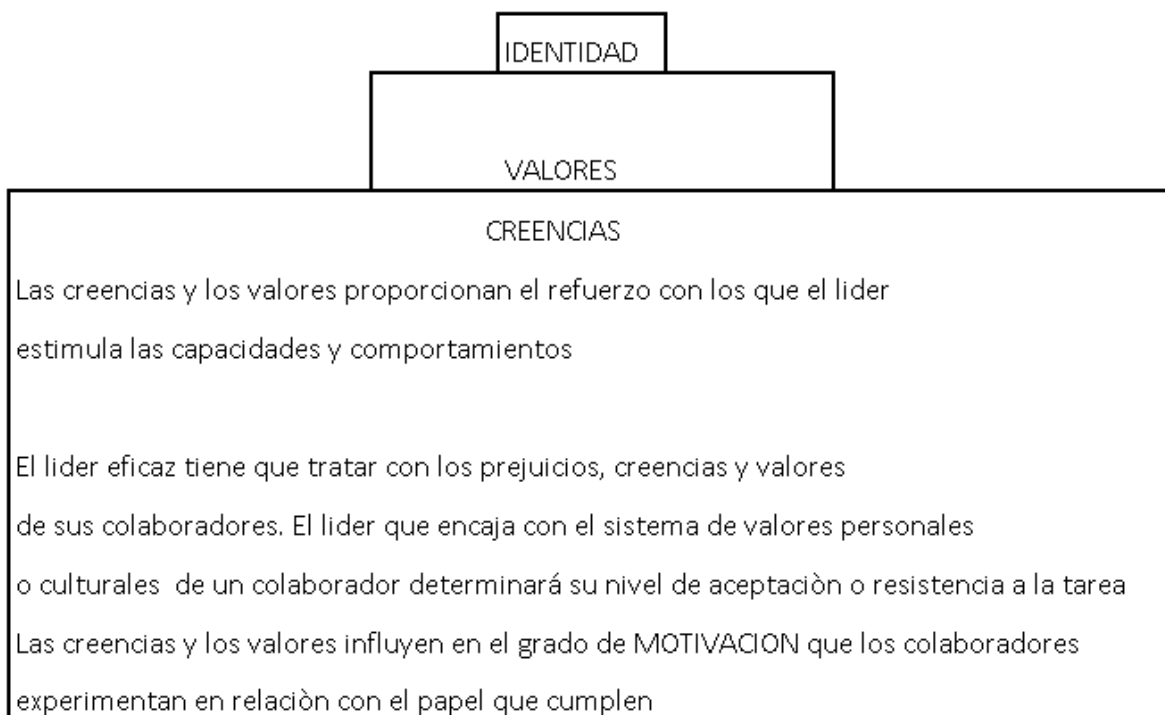 IDENTIDAD
VALORES
CREENCIAS
Las creencias y los valores proporcionan el refuerzo con los que el lider
estimula las capacidades y comportamientos
El lider eficaz tiene que tratar con los prejuicios, creencias y valores
de sus colaboradores. El lider que encaja con el sistema de valores personales
o culturales de un colaborador determinará su nivel de aceptaciòn o resistencia a la tarea
Las creencias y los valores influyen en el grado de MOTIVACION que los colaboradores
experimentan en relaciòn con el papel que cumplen